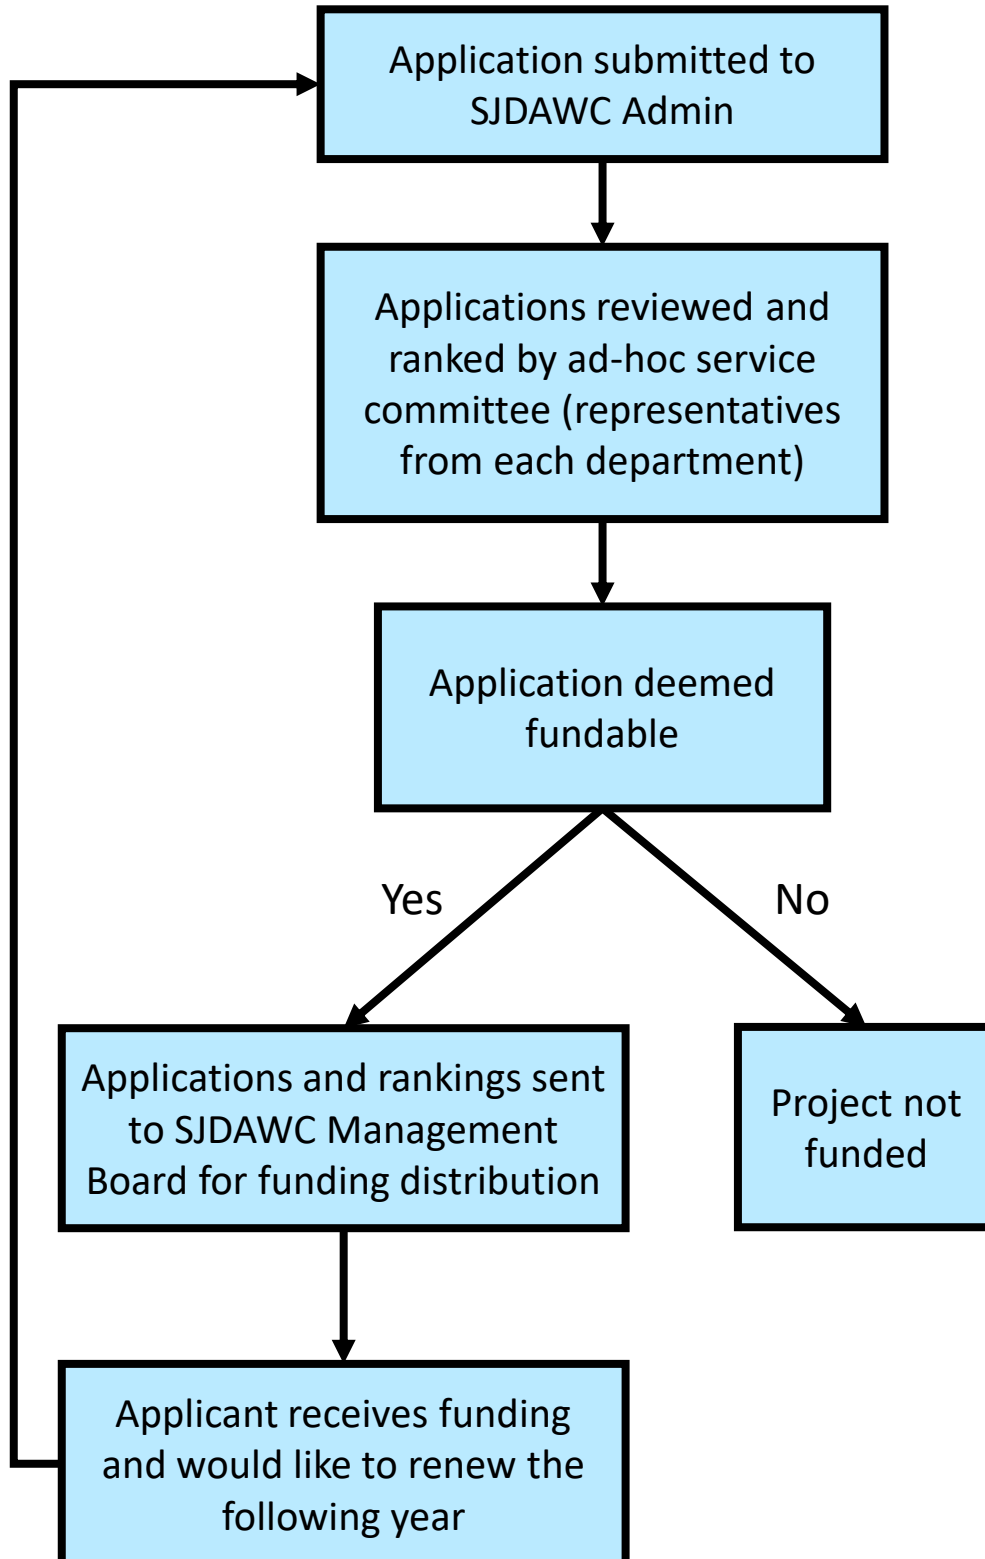 Application submitted to
SJDAWC Admin
Applications reviewed and
ranked by ad-hoc service
committee (representatives
from each department)
Application deemed
fundable
Yes
No
Applications and rankings sent
to SJDAWC Management
Board for funding distribution
Project not
funded
Applicant receives funding
and would like to renew the
following year